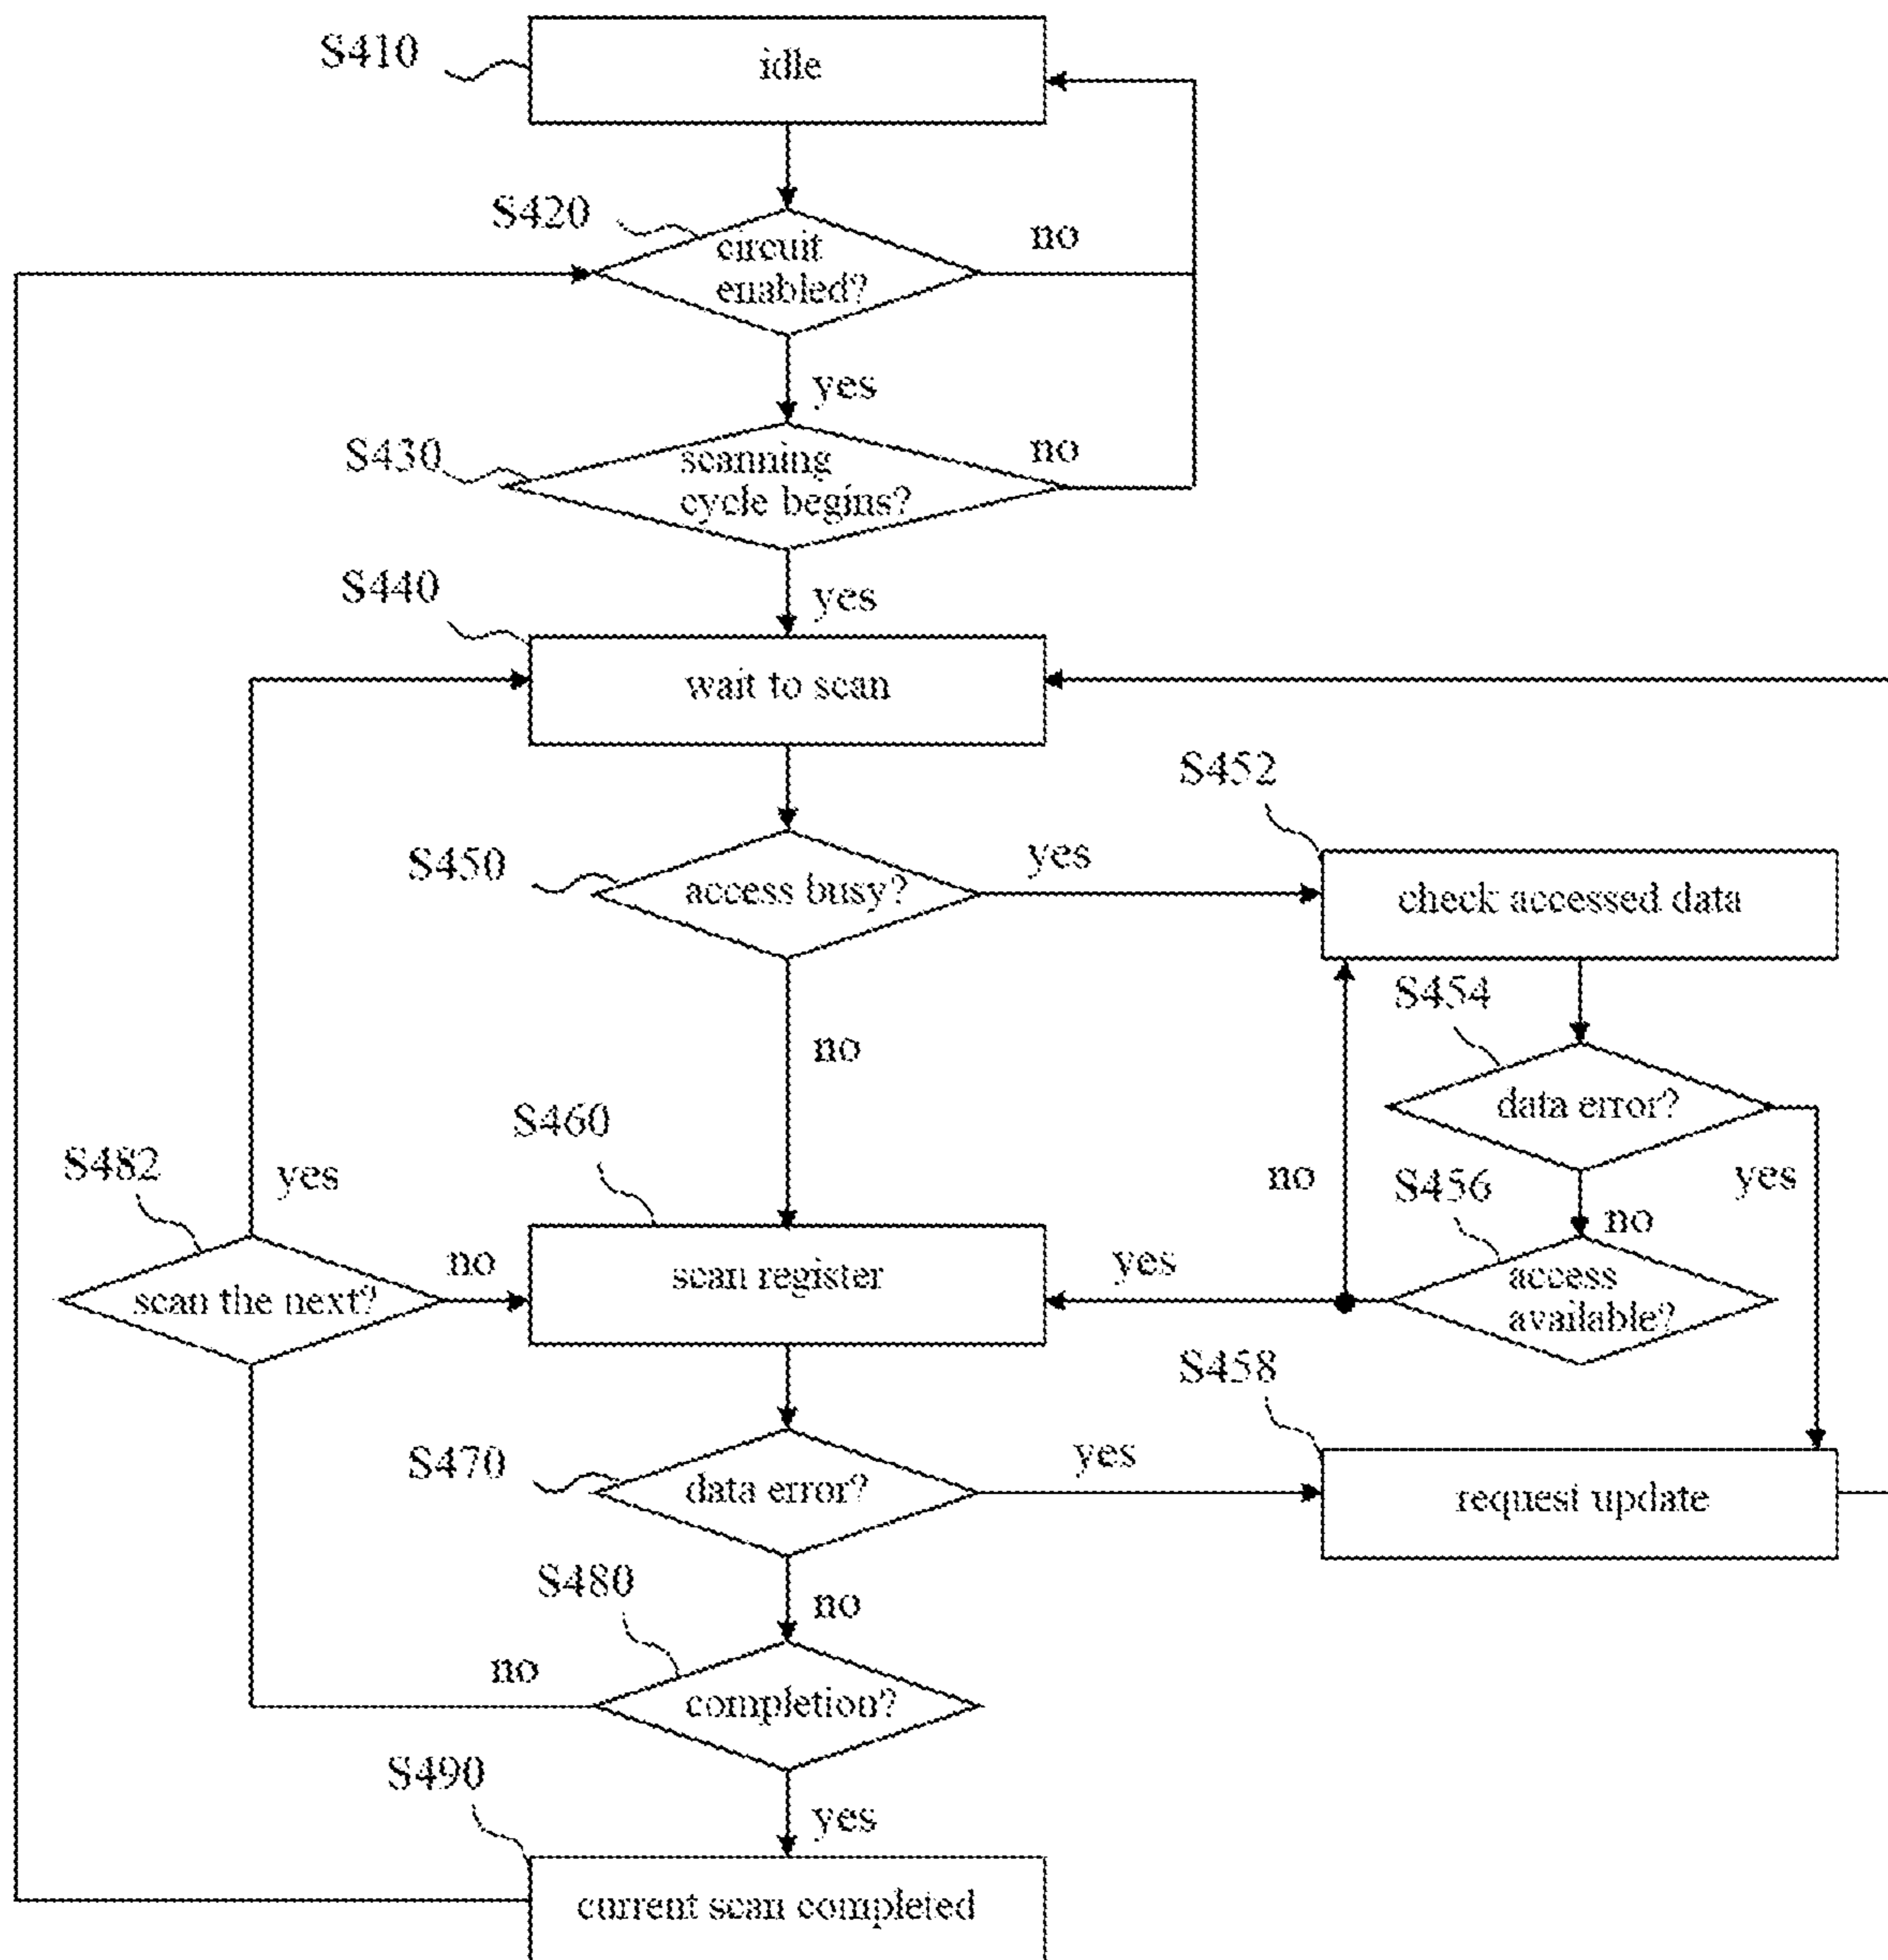 S410
idle
S420
circuit
enabled?
no
yes
S430
scanning
cycle begins?
no
yes
S440
wait to scan
S450
access busy?
yes
no
S452
check accessed data
S454
data error?
yes
no
S456
access
available?
no
yes
S460
scan register
S482
scan the next?
yes
no
S458
request update
S470
data error?
yes
no
S480
completion?
no
yes
S490
current scan completed